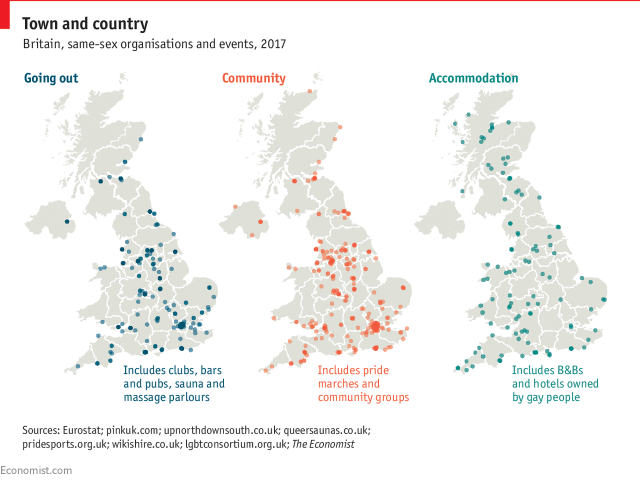 Town and country
Britain, same-sex organisations and events, 2017
Going out
Community
Accommodation
Includes clubs, bars
and pubs, sauna and
massage parlours
Includes pride
marches and
community groups
Includes B&Bs
and hotels owned
by gay people
Sources: Eurostat; pinkuk.com; upnorthdownsouth.co.uk; queersaunas.co.uk;
pridesports.org.uk; wikishire.co.uk; lgbtconsortium.org.uk; The Economist
Economist.com